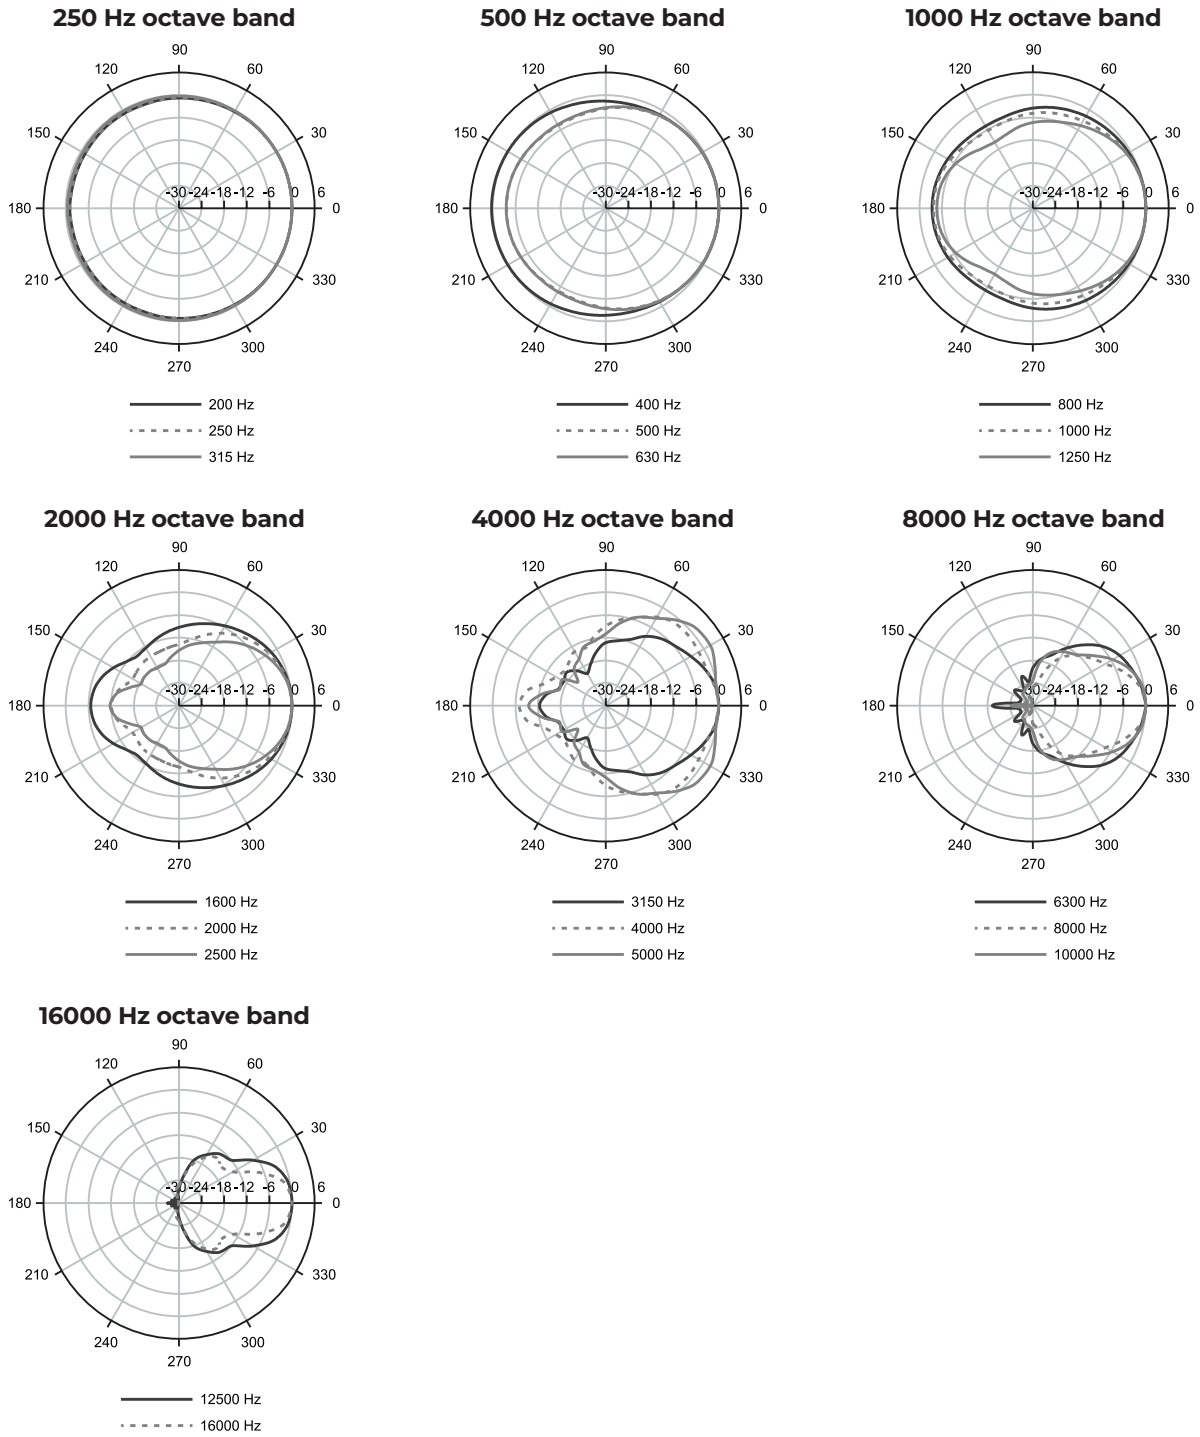 250 Hz octave band
90
120 60
150 30
-30 -24 -18 -12 -6 0 6
180 0
210 330
240 300
270
200 Hz
250 Hz
315 Hz
500 Hz octave band
90
120 60
150 30
-30 -24 -18 -12 -6 0 6
180 0
210 330
240 300
270
400 Hz
500 Hz
630 Hz
1000 Hz octave band
90
120 60
150 30
-30 -24 -18 -12 -6 0 6
180 0
210 330
240 300
270
800 Hz
1000 Hz
1250 Hz
2000 Hz octave band
90
120 60
150 30
-30 -24 -18 -12 -6 0 6
180 0
210 330
240 300
270
1600 Hz
2000 Hz
2500 Hz
4000 Hz octave band
90
120 60
150 30
-30 -24 -18 -12 -6 0 6
180 0
210 330
240 300
270
3150 Hz
4000 Hz
5000 Hz
8000 Hz octave band
90
120 60
150 30
-30 -24 -18 -12 -6 0 6
180 0
210 330
240 300
270
6300 Hz
8000 Hz
10000 Hz
16000 Hz octave band
90
120 60
150 30
-30 -24 -18 -12 -6 0 6
180 0
210 330
240 300
270
12500 Hz
16000 Hz